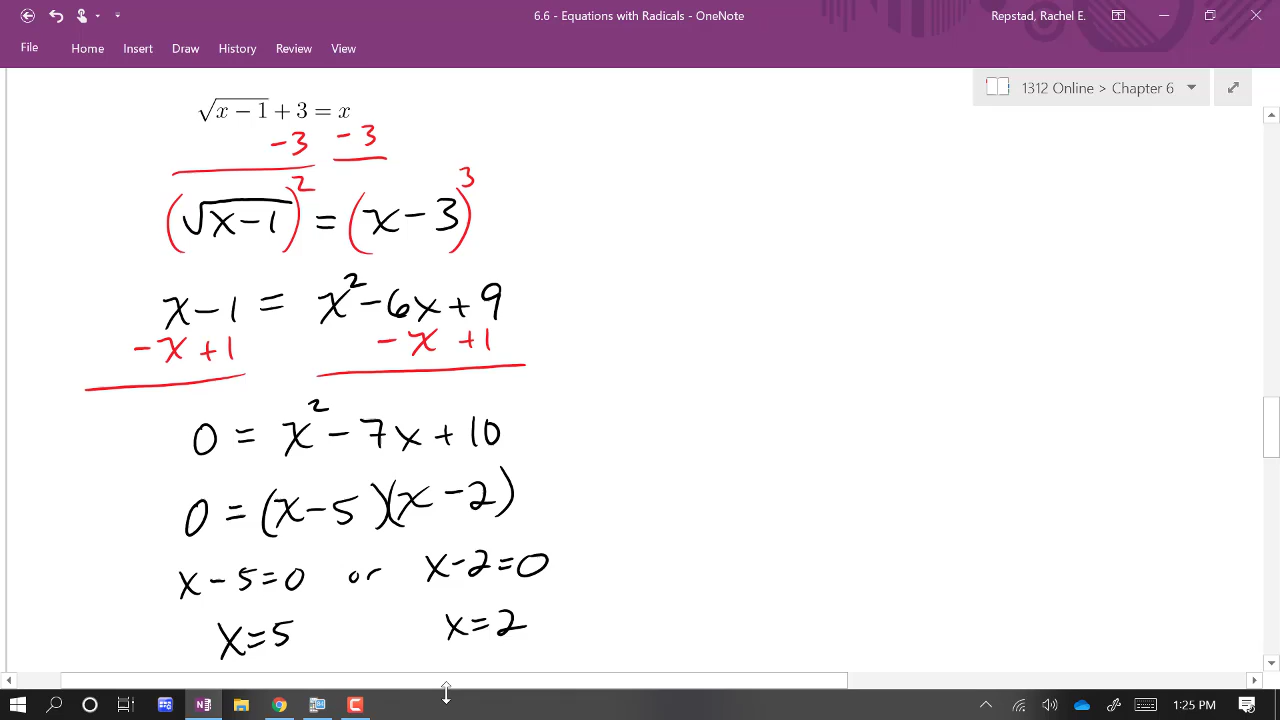 6.6 - Equations with Radicals - OneNote
Repstad, Rachel E.
File Home Insert Draw History Review View
1312 Online > Chapter 6
√(x − 1) + 3 = x
-3 -3
(√(x-1))² = (x-3)³
x-1 = x²-6x+9
-x+1 -x+1
0 = x²-7x+10
0 = (x-5)(x-2)
x-5=0 or x-2=0
x=5 x=2
1:25 PM